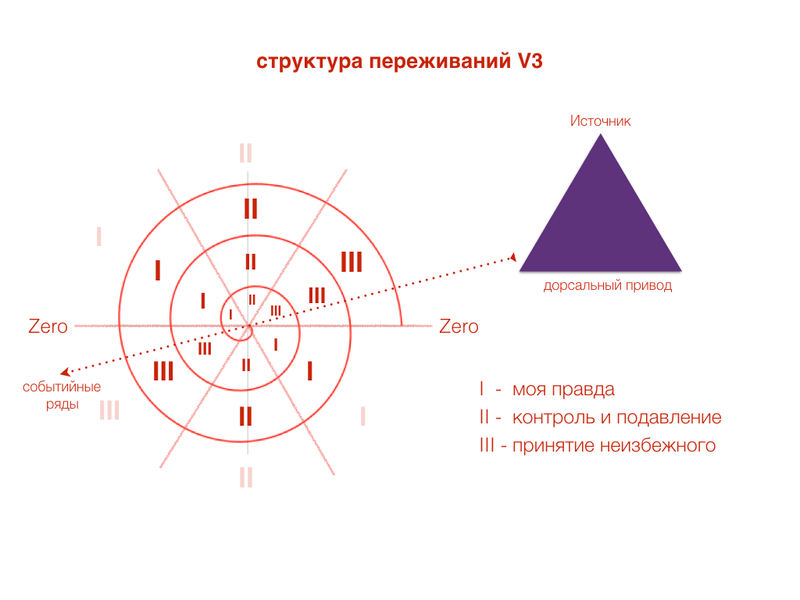 структура переживаний V3
Источник
II
I
II
III
I
II
III
I
II
I
III
Zero
Zero
дорсальный привод
III
I
III
II
I
событийные
ряды
III
II
I
II
I - моя правда
II - контроль и подавление
III - принятие неизбежного